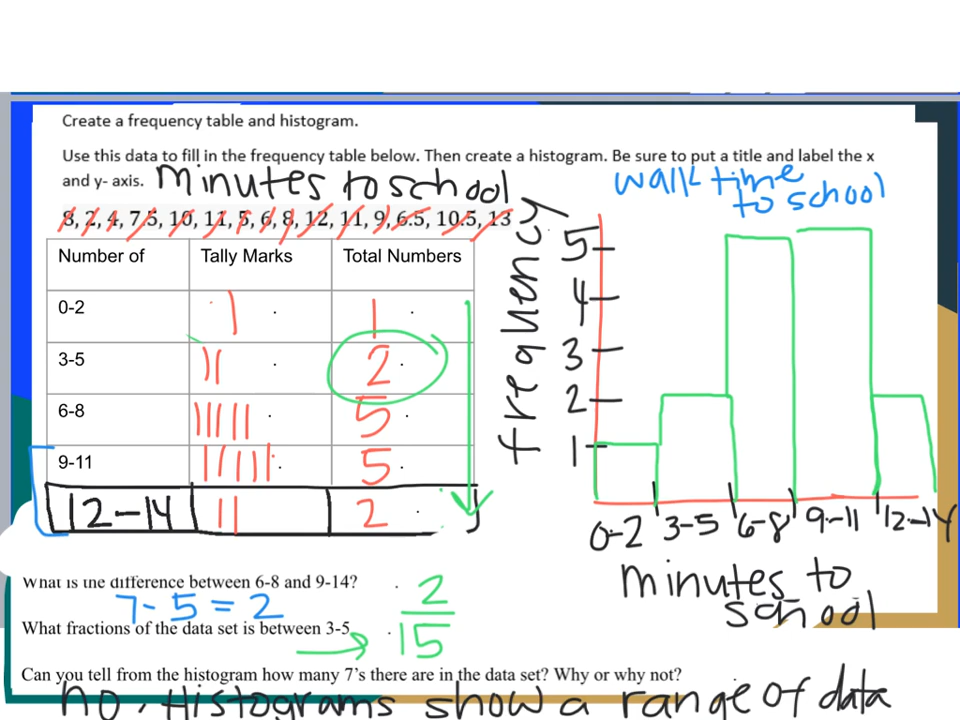 Create a frequency table and histogram.
Use this data to fill in the frequency table below. Then create a histogram. Be sure to put a title and label the x
and y- axis. Minutes to school
8, 2, 4, 7.5, 10, 11, 5, 6, 8, 12, 11, 9, 6.5, 10.5, 13
Number of Tally Marks Total Numbers
0-2 | 1
3-5 || 2
6-8 ||||| 5
9-11 ||||| 5
12-14 || 2
walk time
to school
frequency
5
4
3
2
1
0-2 3-5 6-8 9-11 12-14
minutes to
school
What is the difference between 6-8 and 9-14?
7-5=2
What fractions of the data set is between 3-5
2
15
Can you tell from the histogram how many 7's there are in the data set? Why or why not?
no. Histograms show a range of data